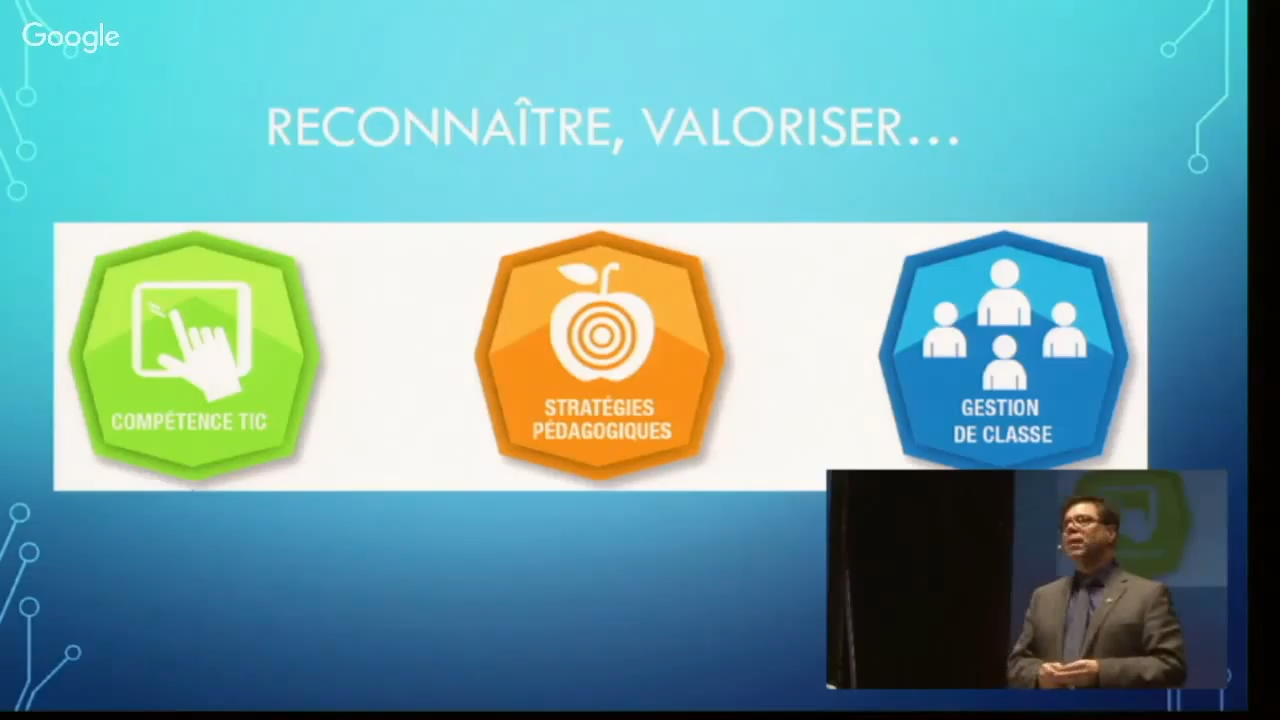 Google
RECONNAÎTRE, VALORISER...
COMPÉTENCE TIC
STRATÉGIES
PÉDAGOGIQUES
GESTION
DE CLASSE